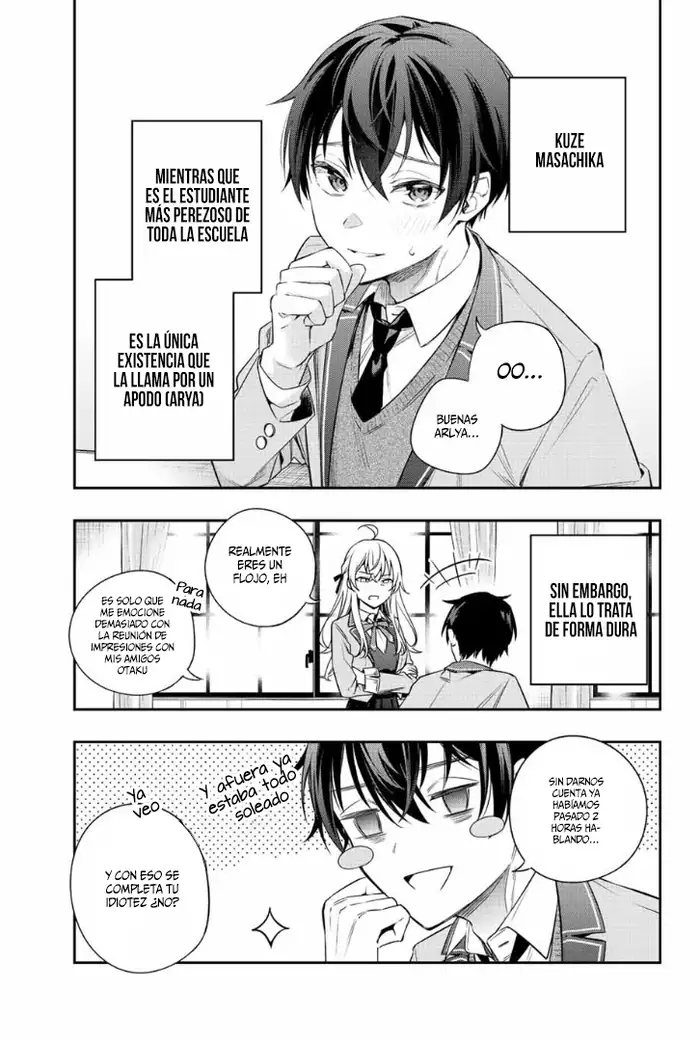 KUZE
MASACHIKA
MIENTRAS QUE
ES EL ESTUDIANTE
MÁS PEREZOSO DE
TODA LA ESCUELA
ES LA ÚNICA
EXISTENCIA QUE
LA LLAMA POR UN
APODO (ARYA)
OO...
BUENAS
ARLYA...
SIN EMBARGO,
ELLA LO TRATA
DE FORMA DURA
REALMENTE
ERES UN
FLOJO, EH
Para
nada
ES SOLO QUE
ME EMOCIONE
DEMASIADO CON
LA REUNIÓN DE
IMPRESIONES CON
MIS AMIGOS
OTAKU
SIN DARNOS
CUENTA YA
HABÍAMOS
PASADO 2
HORAS HA-
BLANDO...
Y afuera ya
estaba todo
soleado
Ya
veo
Y CON ESO SE
COMPLETA TU
IDIOTEZ ¿NO?